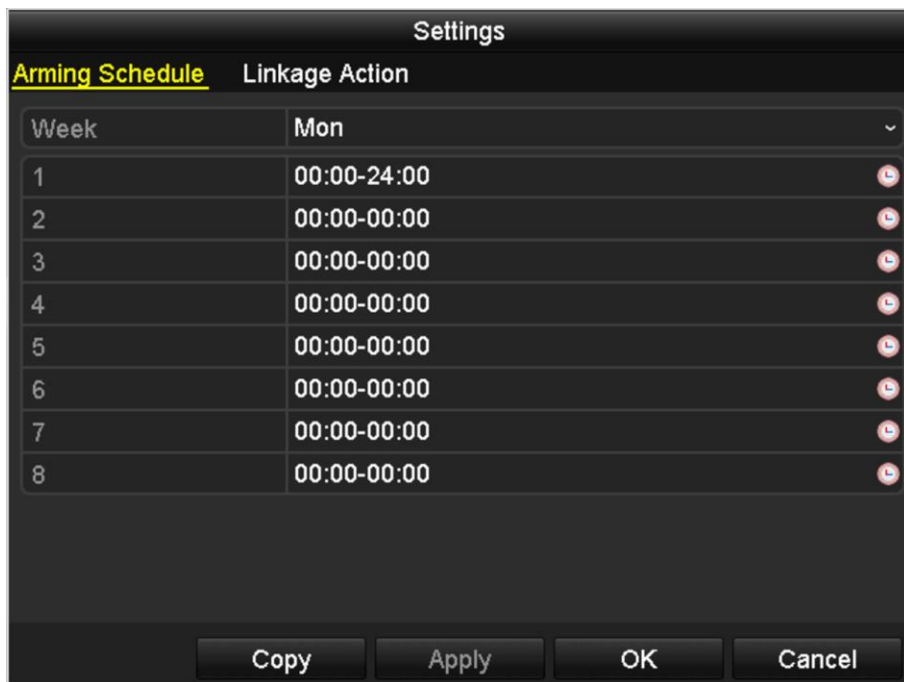 Settings
Arming Schedule Linkage Action
Week Mon
1 00:00-24:00
2 00:00-00:00
3 00:00-00:00
4 00:00-00:00
5 00:00-00:00
6 00:00-00:00
7 00:00-00:00
8 00:00-00:00
Copy Apply OK Cancel